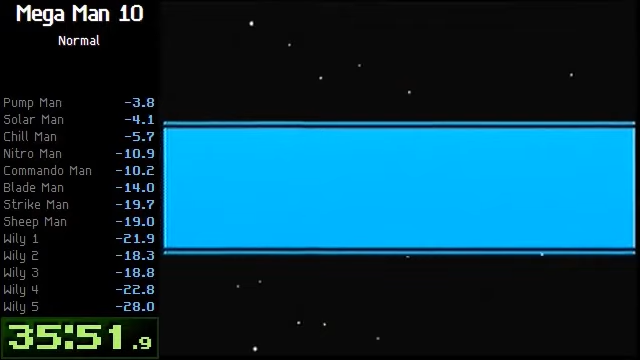 Mega Man 10
Normal
Pump Man -3.8
Solar Man -4.1
Chill Man -5.7
Nitro Man -10.9
Commando Man -10.2
Blade Man -14.0
Strike Man -19.7
Sheep Man -19.0
Wily 1 -21.9
Wily 2 -18.3
Wily 3 -18.8
Wily 4 -22.8
Wily 5 -28.0
35:51.9